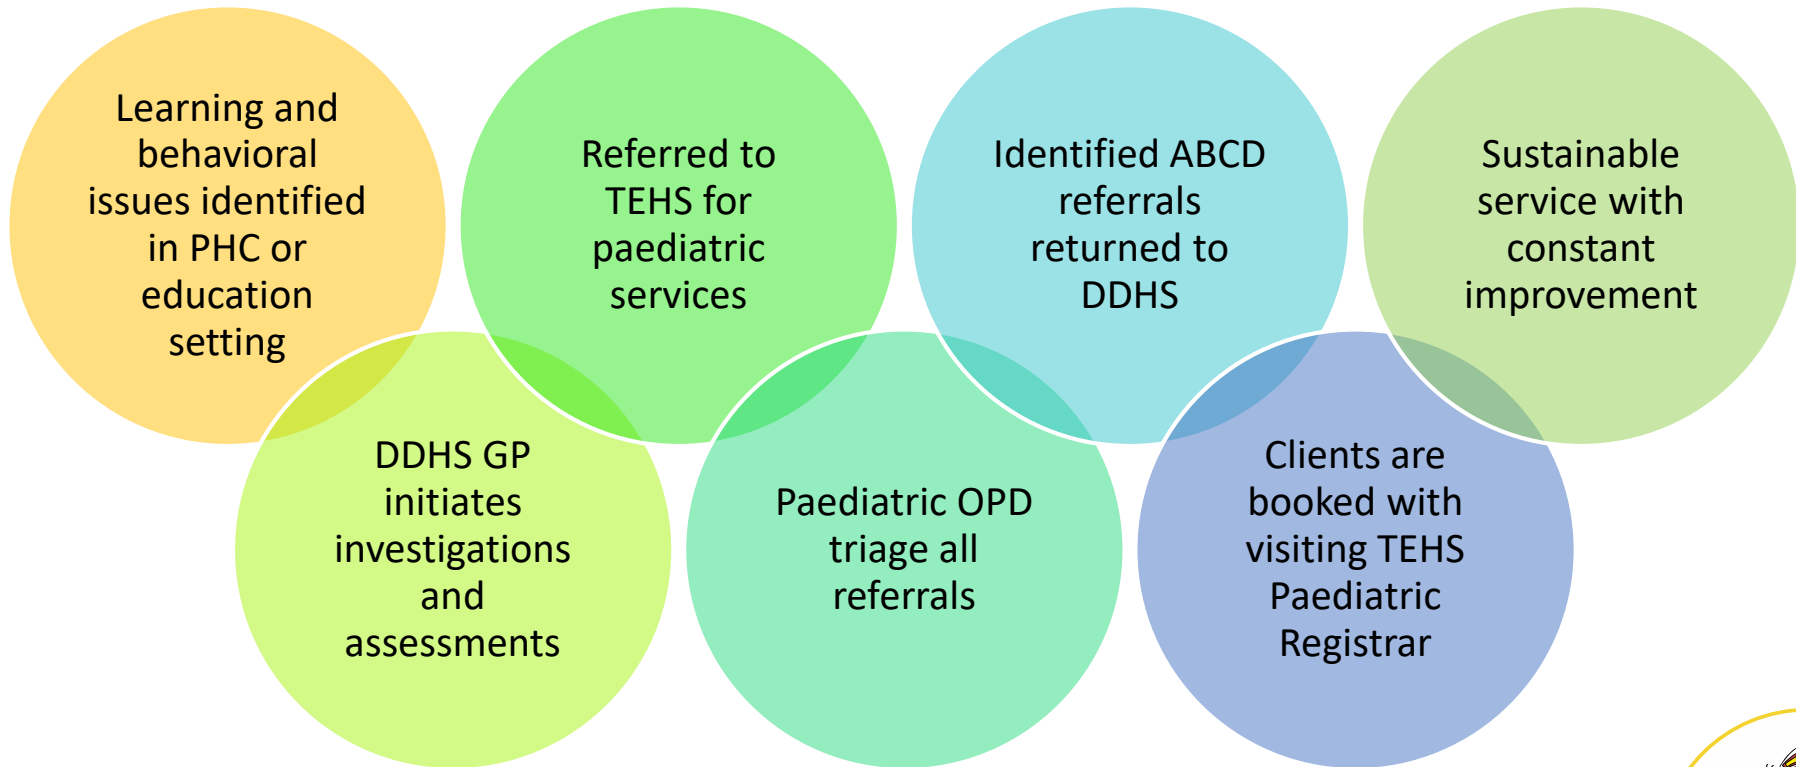 Learning and
behavioral
issues identified
in PHC or
education
setting
DDHS GP
initiates
investigations
and
assessments
Referred to
TEHS for
paediatric
services
Paediatric OPD
triage all
referrals
Identified ABCD
referrals
returned to
DDHS
Clients are
booked with
visiting TEHS
Paediatric
Registrar
Sustainable
service with
constant
improvement